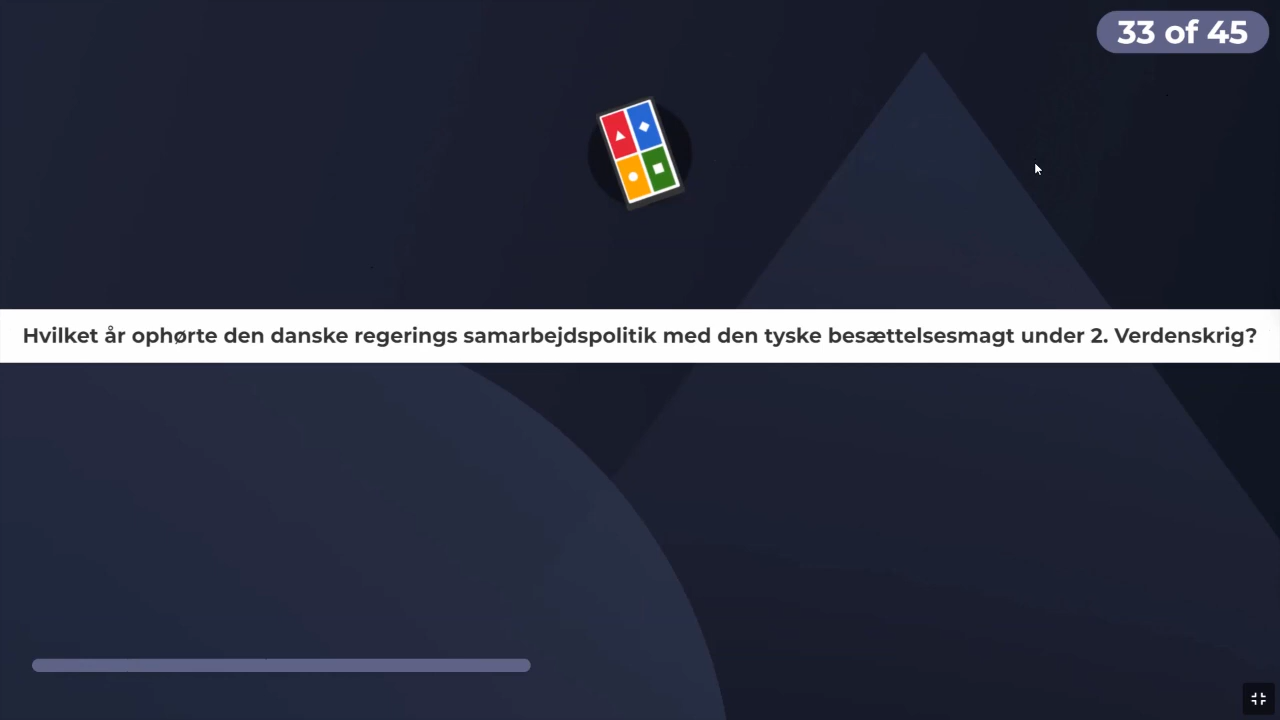 33 of 45
Hvilket år ophørte den danske regerings samarbejdspolitik med den tyske besættelsesmagt under 2. Verdenskrig?